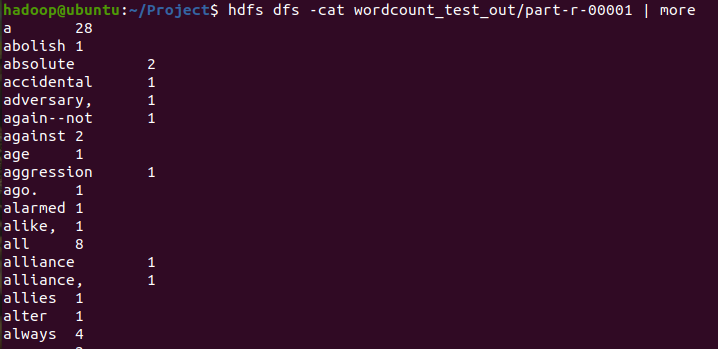 hadoop@ubuntu:~/Project$ hdfs dfs -cat wordcount_test_out/part-r-00001 | more
a 28
abolish 1
absolute 2
accidental 1
adversary, 1
again--not 1
against 2
age 1
aggression 1
ago. 1
alarmed 1
alike, 1
all 8
alliance 1
alliance, 1
allies 1
alter 1
always 4